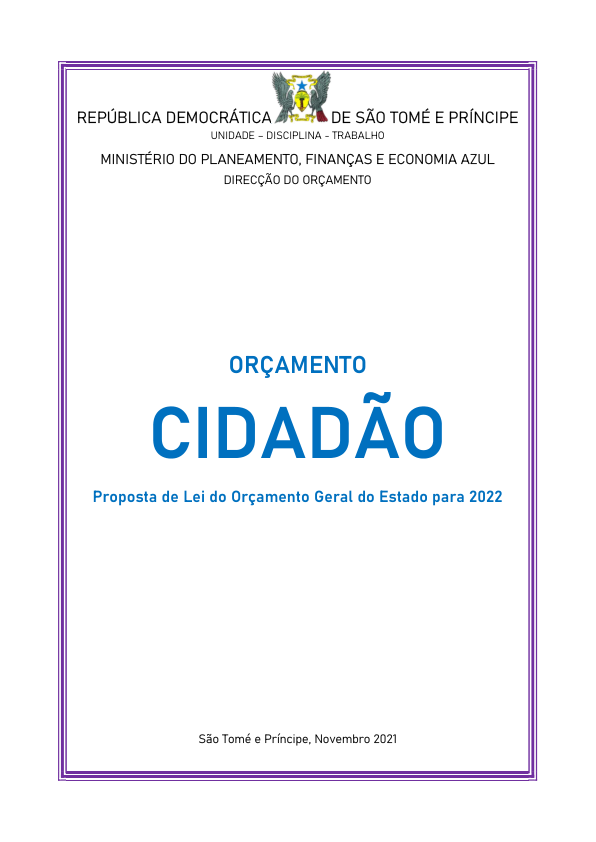 REPÚBLICA DEMOCRÁTICA DE SÃO TOMÉ E PRÍNCIPE
UNIDADE – DISCIPLINA - TRABALHO
MINISTÉRIO DO PLANEAMENTO, FINANÇAS E ECONOMIA AZUL
DIRECÇÃO DO ORÇAMENTO
ORÇAMENTO
CIDADÃO
Proposta de Lei do Orçamento Geral do Estado para 2022
São Tomé e Príncipe, Novembro 2021